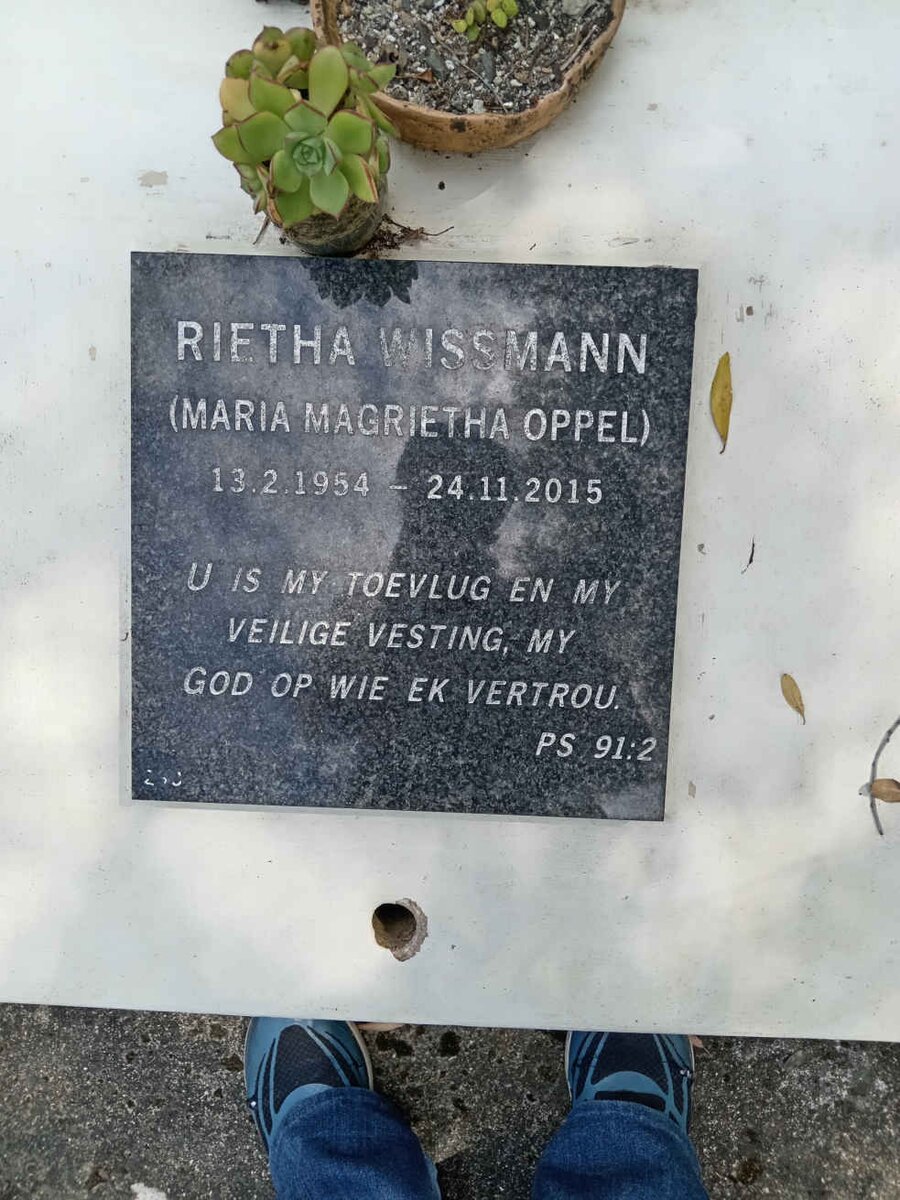 RIETHA WISSMANN
(MARIA MAGRIETHA OPPEL)
13.2.1954 – 24.11.2015
U IS MY TOEVLUG EN MY
VEILIGE VESTING, MY
GOD OP WIE EK VERTROU.
PS 91:2